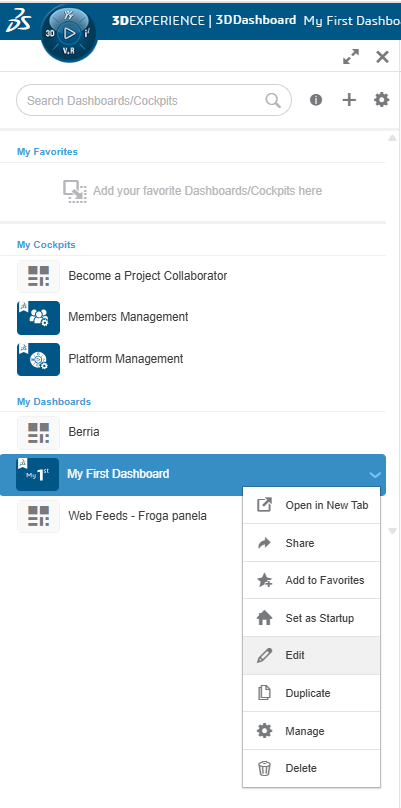 3DEXPERIENCE | 3DDashboard My First Dashbo
3D
V.R
Search Dashboards/Cockpits
My Favorites
Add your favorite Dashboards/Cockpits here
My Cockpits
Become a Project Collaborator
Members Management
Platform Management
My Dashboards
Berria
My 1st
My First Dashboard
Web Feeds - Froga panela
Open in New Tab
Share
Add to Favorites
Set as Startup
Edit
Duplicate
Manage
Delete